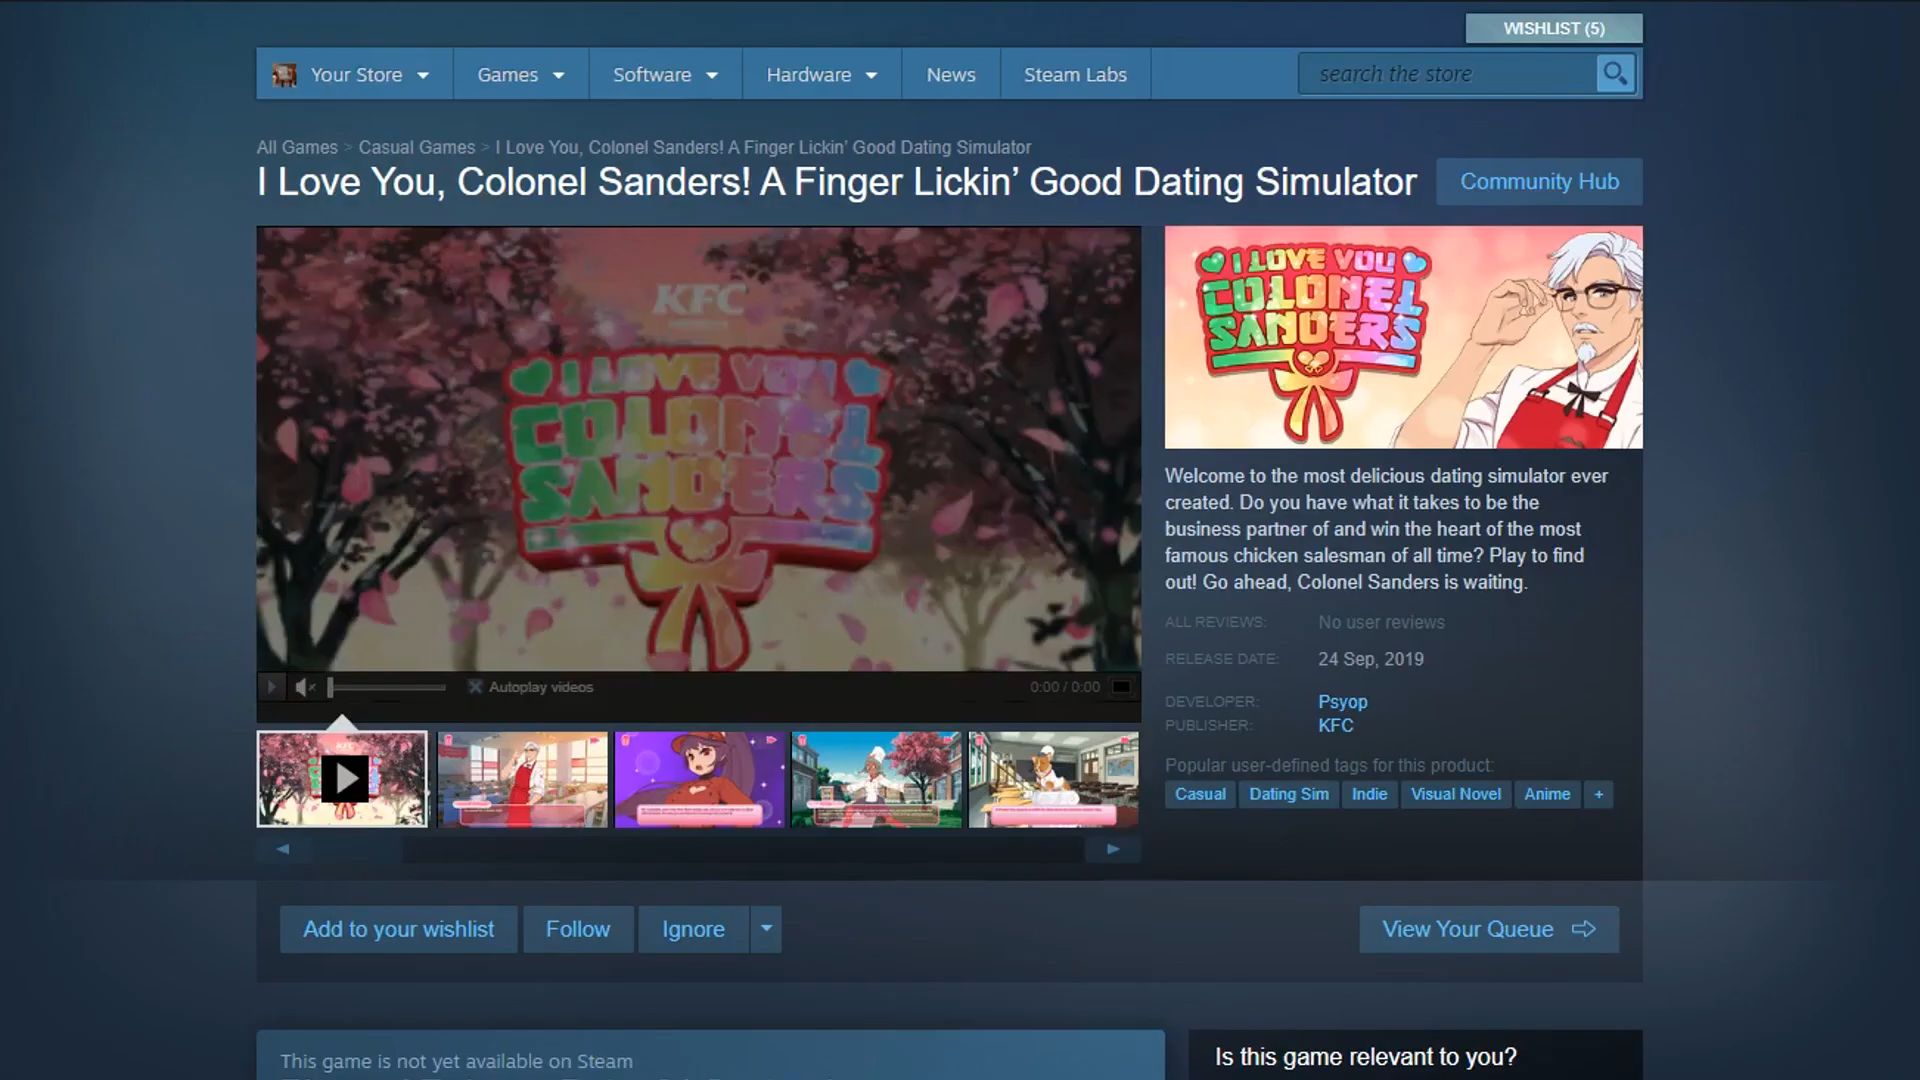 WISHLIST (5)
Your Store
Games
Software
Hardware
News
Steam Labs
search the store
All Games > Casual Games > I Love You, Colonel Sanders! A Finger Lickin’ Good Dating Simulator
I Love You, Colonel Sanders! A Finger Lickin’ Good Dating Simulator
Community Hub
KFC
I LOVE YOU
COLONEL
SANDERS
Autoplay videos
0:00 / 0:00
I LOVE YOU
COLONEL
SANDERS
Welcome to the most delicious dating simulator ever
created. Do you have what it takes to be the
business partner of and win the heart of the most
famous chicken salesman of all time? Play to find
out! Go ahead, Colonel Sanders is waiting.
ALL REVIEWS: No user reviews
RELEASE DATE: 24 Sep, 2019
DEVELOPER: Psyop
PUBLISHER: KFC
Popular user-defined tags for this product:
Casual
Dating Sim
Indie
Visual Novel
Anime
+
Add to your wishlist
Follow
Ignore
View Your Queue
This game is not yet available on Steam
Is this game relevant to you?